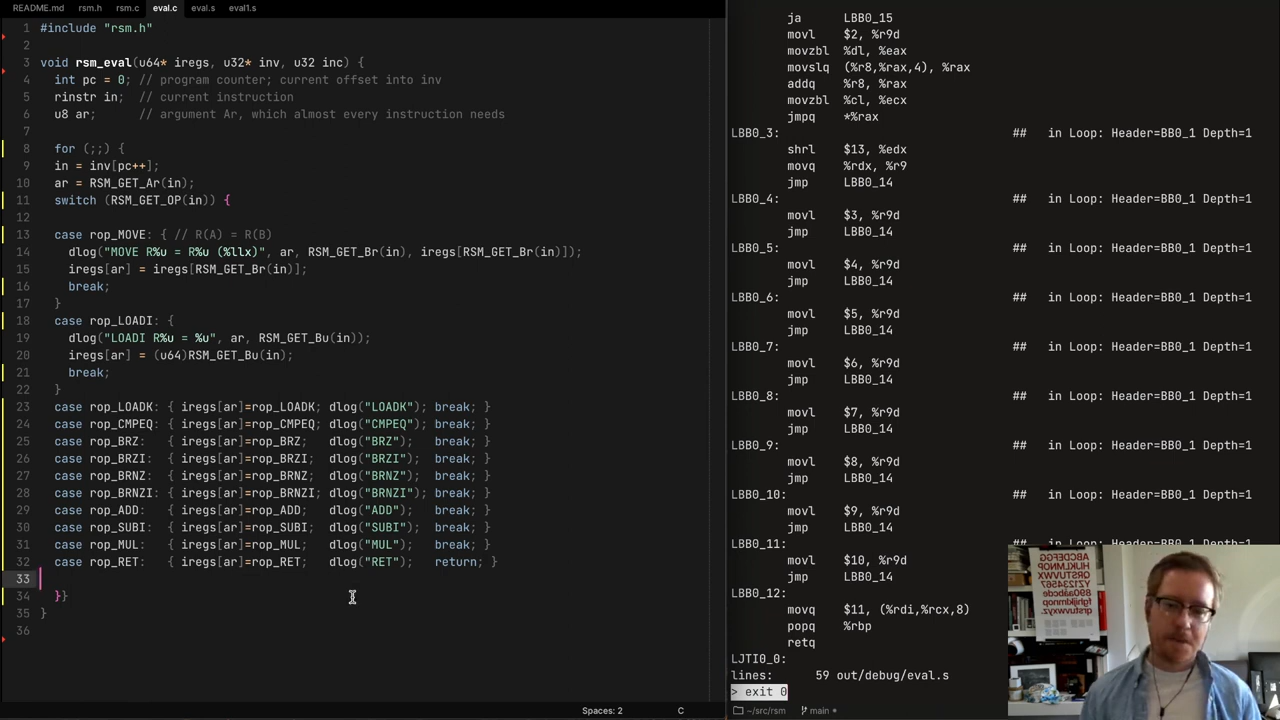 README.md rsm.h rsm.c eval.c eval.s eval1.s
1 #include "rsm.h"
2
3 void rsm_eval(u64* iregs, u32* inv, u32 inc) {
4 int pc = 0; // program counter; current offset into inv
5 rinstr in; // current instruction
6 u8 ar; // argument Ar, which almost every instruction needs
7
8 for (;;) {
9 in = inv[pc++];
10 ar = RSM_GET_Ar(in);
11 switch (RSM_GET_OP(in)) {
12
13 case rop_MOVE: { // R(A) = R(B)
14 dlog("MOVE R%u = R%u (%llx)", ar, RSM_GET_Br(in), iregs[RSM_GET_Br(in)]);
15 iregs[ar] = iregs[RSM_GET_Br(in)];
16 break;
17 }
18 case rop_LOADI: {
19 dlog("LOADI R%u = %u", ar, RSM_GET_Bu(in));
20 iregs[ar] = (u64)RSM_GET_Bu(in);
21 break;
22 }
23 case rop_LOADK: { iregs[ar]=rop_LOADK; dlog("LOADK"); break; }
24 case rop_CMPEQ: { iregs[ar]=rop_CMPEQ; dlog("CMPEQ"); break; }
25 case rop_BRZ: { iregs[ar]=rop_BRZ; dlog("BRZ"); break; }
26 case rop_BRZI: { iregs[ar]=rop_BRZI; dlog("BRZI"); break; }
27 case rop_BRNZ: { iregs[ar]=rop_BRNZ; dlog("BRNZ"); break; }
28 case rop_BRNZI: { iregs[ar]=rop_BRNZI; dlog("BRNZI"); break; }
29 case rop_ADD: { iregs[ar]=rop_ADD; dlog("ADD"); break; }
30 case rop_SUBI: { iregs[ar]=rop_SUBI; dlog("SUBI"); break; }
31 case rop_MUL: { iregs[ar]=rop_MUL; dlog("MUL"); break; }
32 case rop_RET: { iregs[ar]=rop_RET; dlog("RET"); return; }
33
34 }}
35 }
36
Spaces: 2 C
ja LBB0_15
movl $2, %r9d
movzbl %dl, %eax
movslq (%r8,%rax,4), %rax
addq %r8, %rax
movzbl %cl, %ecx
jmpq *%rax
LBB0_3: ## in Loop: Header=BB0_1 Depth=1
shrl $13, %edx
movq %rdx, %r9
jmp LBB0_14
LBB0_4: ## in Loop: Header=BB0_1 Depth=1
movl $3, %r9d
jmp LBB0_14
LBB0_5: ## in Loop: Header=BB0_1 Depth=1
movl $4, %r9d
jmp LBB0_14
LBB0_6: ## in Loop: Header=BB0_1 Depth=1
movl $5, %r9d
jmp LBB0_14
LBB0_7: ## in Loop: Header=BB0_1 Depth=1
movl $6, %r9d
jmp LBB0_14
LBB0_8: ## in Loop: Header=BB0_1 Depth=1
movl $7, %r9d
jmp LBB0_14
LBB0_9: ## in Loop: Header=BB0_1 Depth=1
movl $8, %r9d
jmp LBB0_14
LBB0_10: ## in Loop: Header=BB0_1 Depth=1
movl $9, %r9d
jmp LBB0_14
LBB0_11: ## in Loop: Header=BB0_1 Depth=1
movl $10, %r9d
jmp LBB0_14
LBB0_12:
movq $11, (%rdi,%rcx,8)
popq %rbp
retq
LJTI0_0:
lines: 59 out/debug/eval.s
> exit 0
~/src/rsm main *